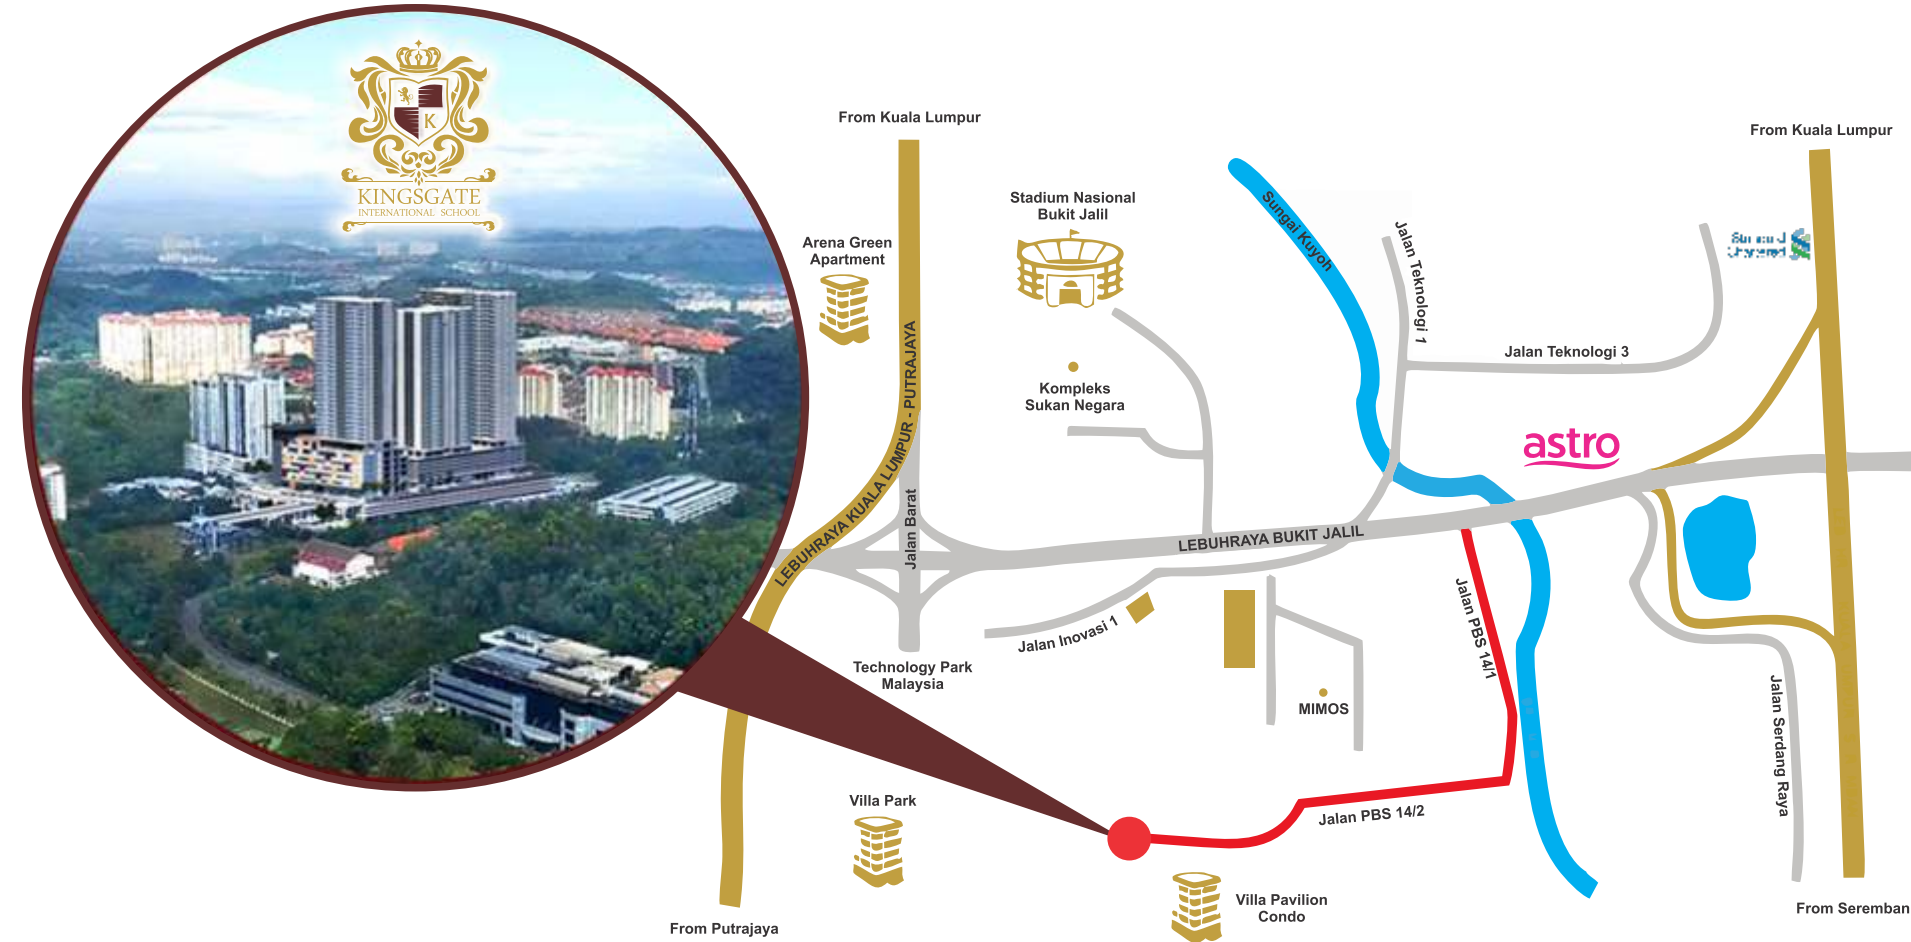 K
KINGSGATE
INTERNATIONAL SCHOOL
From Kuala Lumpur
From Kuala Lumpur
Stadium Nasional
Bukit Jalil
Arena Green
Apartment
Sungai Kuyoh
Jalan Teknologi 1
Jalan Teknologi 3
Kompleks
Sukan Negara
astro
LEBUHRAYA KUALA LUMPUR - PUTRAJAYA
Jalan Barat
LEBUHRAYA BUKIT JALIL
Jalan Inovasi 1
Technology Park
Malaysia
Jalan PBS 14/1
MIMOS
Jalan Serdang Raya
Villa Park
Jalan PBS 14/2
Villa Pavilion
Condo
From Putrajaya
From Seremban